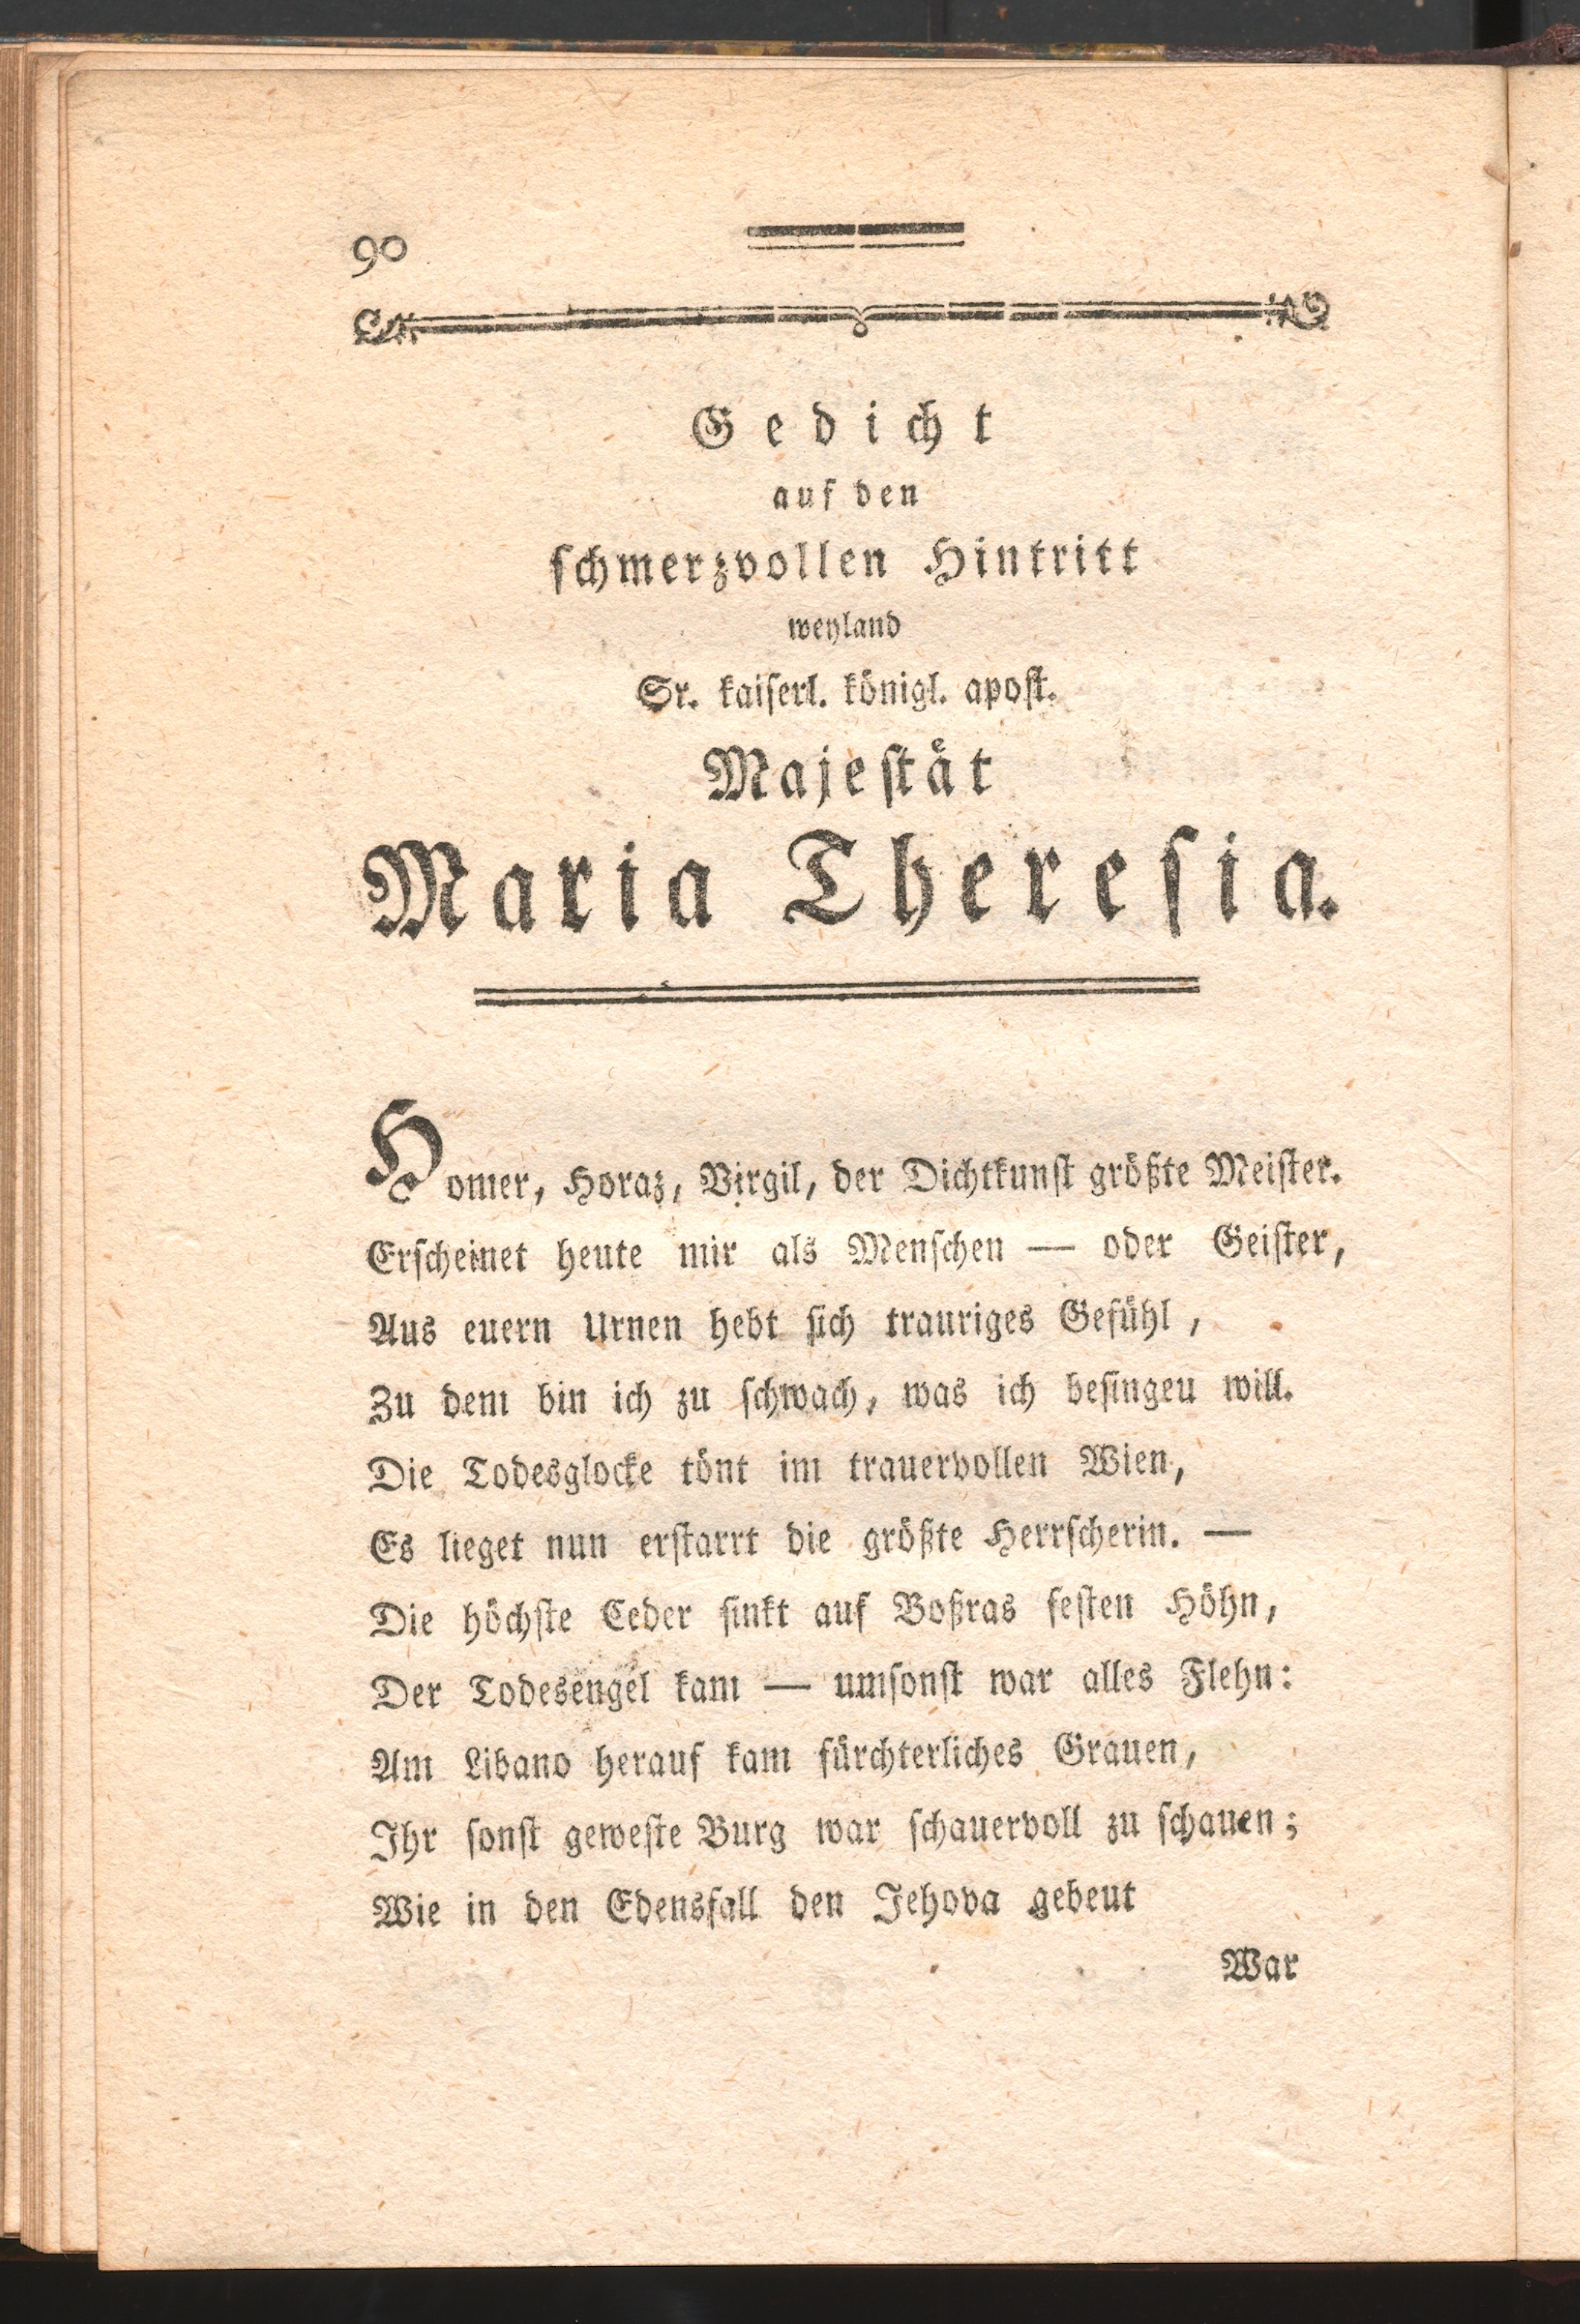 90
Gedicht
auf den
schmerzvollen Hintritt
weyland
Sr. kaiserl. königl. apost.
Majestät
Maria Theresia.
Homer, Horaz, Virgil, der Dichtkunst größte Meister.
Erscheinet heute mir als Menschen — oder Geister,
Aus euern Urnen hebt sich trauriges Gefühl,
Zu dem bin ich zu schwach, was ich besingeu will.
Die Todesglocke tönt im trauervollen Wien,
Es lieget nun erstarrt die größte Herrscherin. —
Die höchste Ceder sinkt auf Boßras festen Höhn,
Der Todesengel kam — umsonst war alles Flehn:
Am Libano herauf kam fürchterliches Grauen,
Ihr sonst geweste Burg war schauervoll zu schauen;
Wie in den Edensfall den Jehova gebeut
War